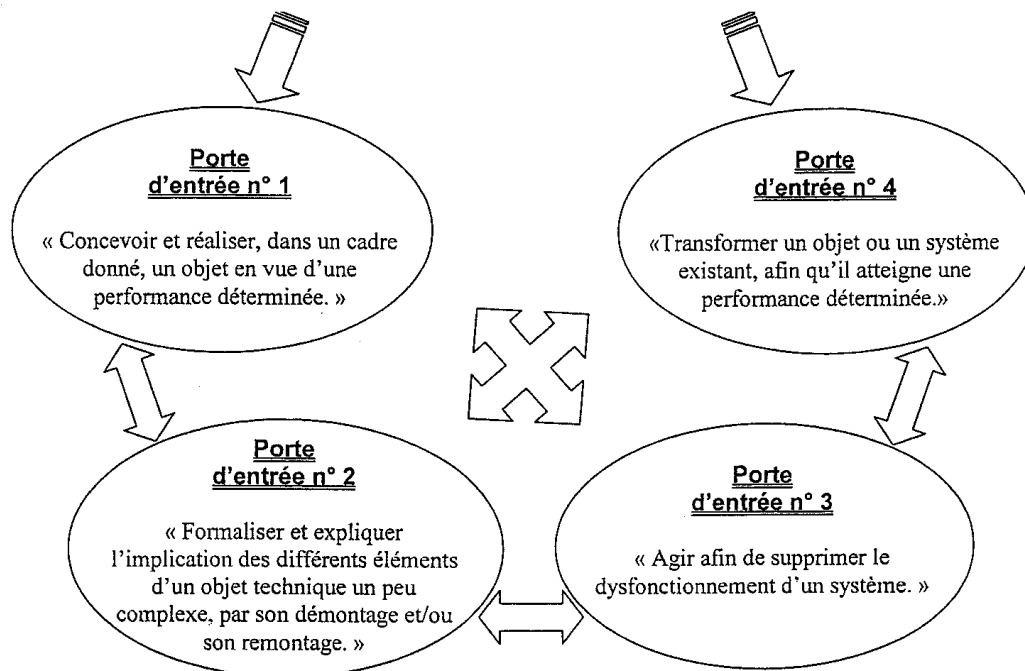 Porte
d'entrée n° 1
« Concevoir et réaliser, dans un cadre
donné, un objet en vue d'une
performance déterminée. »
Porte
d'entrée n° 4
«Transformer un objet ou un système
existant, afin qu'il atteigne une
performance déterminée.»
Porte
d'entrée n° 2
« Formaliser et expliquer
l'implication des différents éléments
d'un objet technique un peu
complexe, par son démontage et/ou
son remontage. »
Porte
d'entrée n° 3
« Agir afin de supprimer le
dysfonctionnement d'un système. »